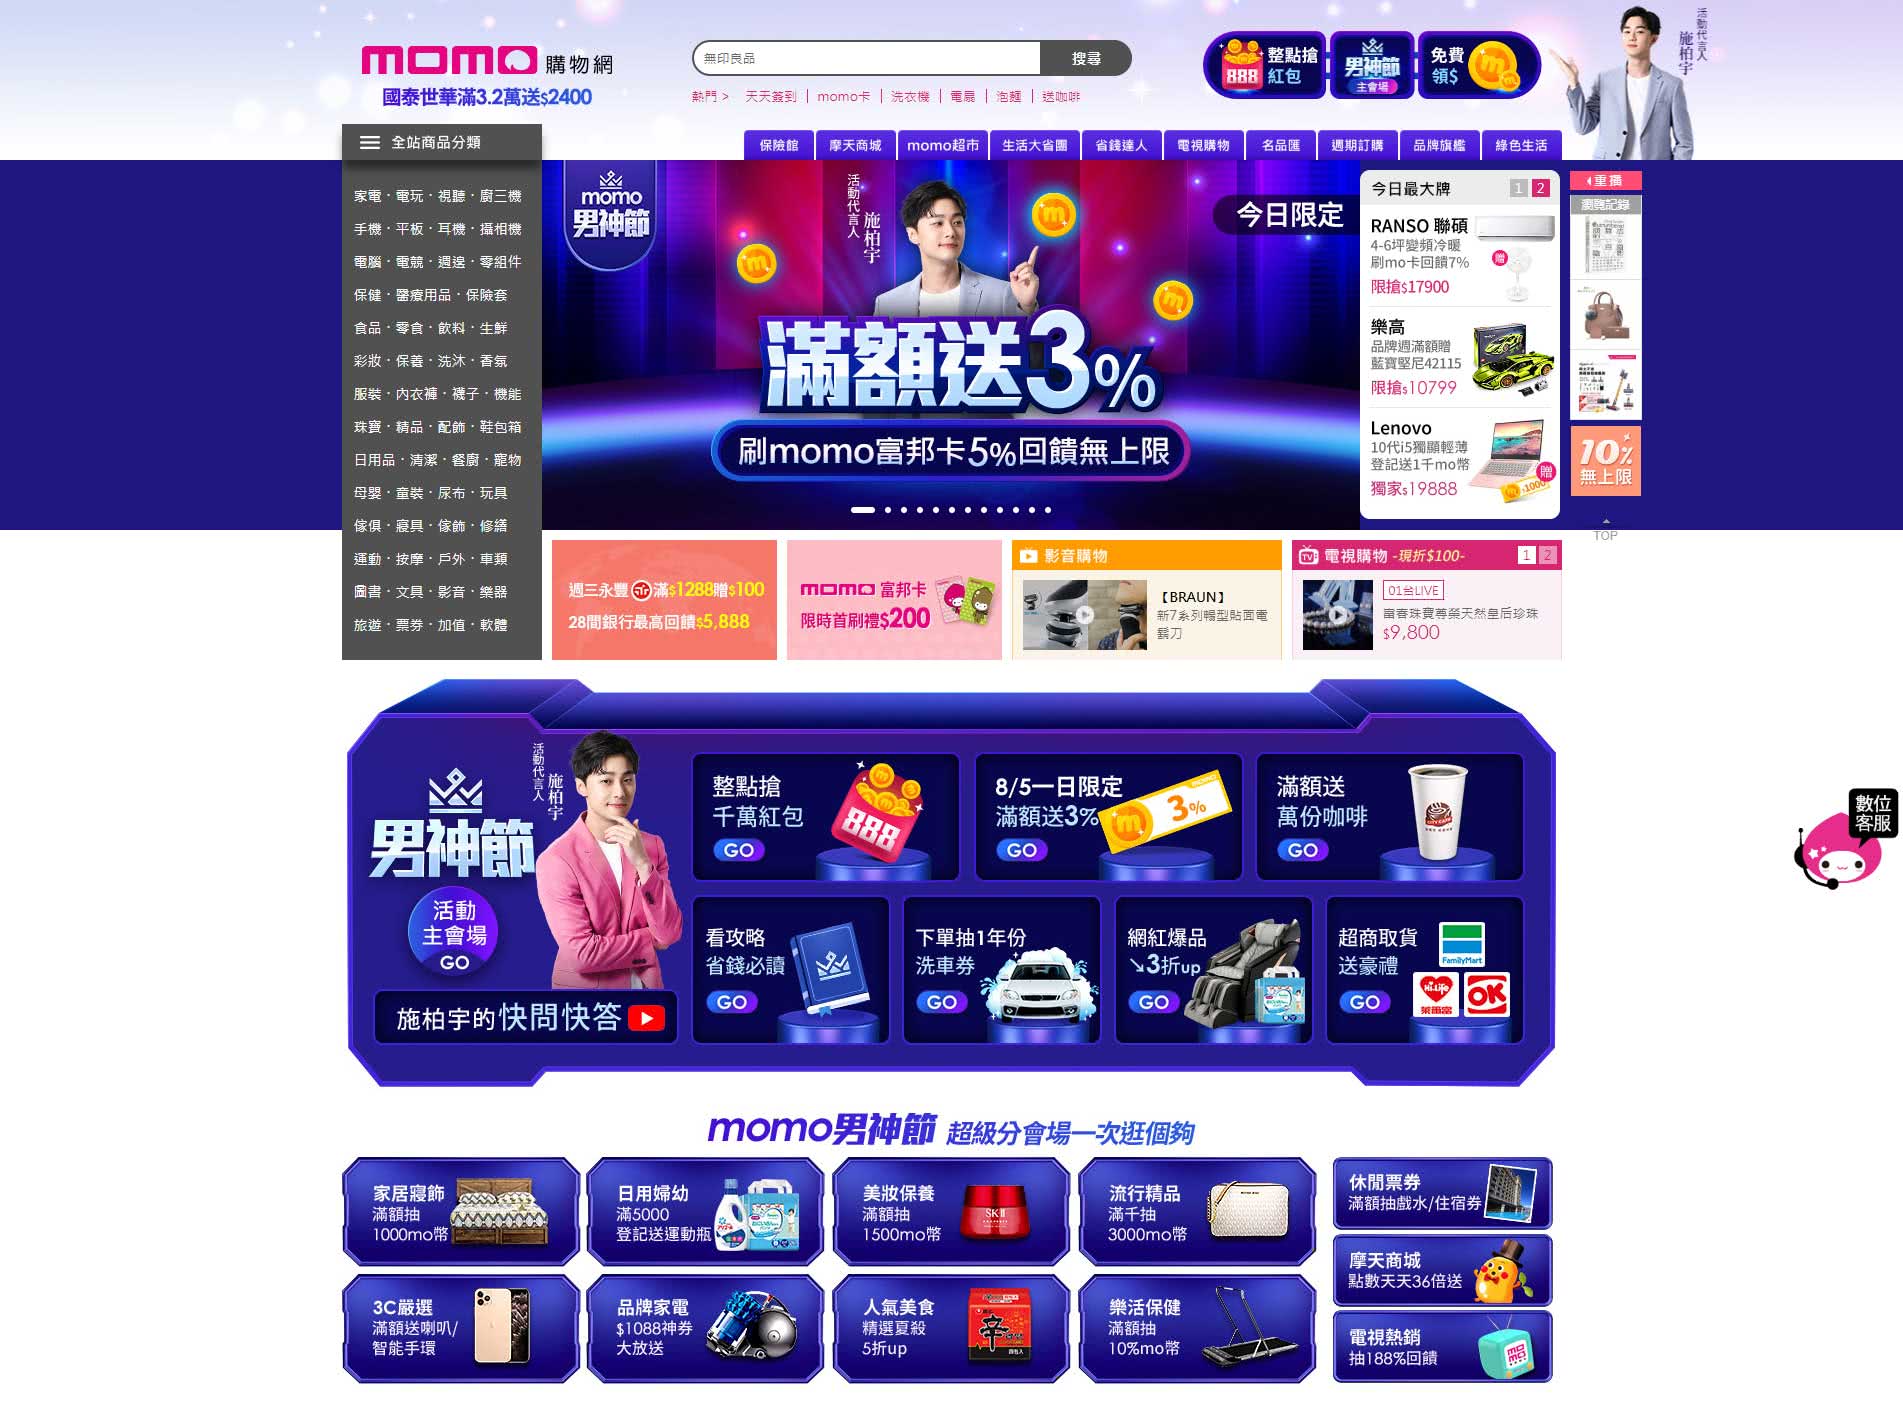 momo購物網
國泰世華滿3.2萬送$2400
無印良品
搜尋
熱門 > 天天簽到 momo卡 洗衣機 電扇 泡麵 送咖啡
整點搶
紅包
888
男神節
主會場
免費
領$
活動代言人
施柏宇
全站商品分類
保險館 摩天商城 momo超市 生活大省團 省錢達人 電視購物 名品匯 週期訂購 品牌旗艦 綠色生活
家電·電玩·視聽·廚三機
手機·平板·耳機·攝相機
電腦·電競·週邊·零組件
保健·醫療用品·保險套
食品·零食·飲料·生鮮
彩妝·保養·洗沐·香氛
服裝·內衣褲·襪子·機能
珠寶·精品·配飾·鞋包箱
日用品·清潔·餐廚·寵物
母嬰·童裝·尿布·玩具
傢俱·寢具·傢飾·修繕
運動·按摩·戶外·車類
圖書·文具·影音·樂器
旅遊·票券·加值·軟體
momo
男神節
活動代言人
施柏宇
今日限定
滿額送3%
刷momo富邦卡5%回饋無上限
今日最大牌
1 2
RANSO 聯碩
4-6坪變頻冷暖
刷mo卡回饋7%
限搶$17900
贈
樂高
品牌週滿額贈
藍寶堅尼42115
限搶$10799
Lenovo
10代i5獨顯輕薄
登記送1千mo幣
獨家$19888
贈
$1000
重播
瀏覽記錄
10%
無上限
TOP
週三永豐滿$1288贈$100
28間銀行最高回饋$5,888
momo富邦卡
限時首刷禮$200
影音購物
【BRAUN】
新7系列暢型貼面電
鬍刀
電視購物 -現折$100-
1 2
01台LIVE
富春珠寶尊榮天然皇后珍珠
$9,800
男神節
活動
主會場
GO
活動代言人
施柏宇
施柏宇的快問快答
整點搶
千萬紅包
GO
888
8/5一日限定
滿額送3%
GO
momo
3%
滿額送
萬份咖啡
GO
CITY CAFE
看攻略
省錢必讀
GO
下單抽1年份
洗車券
GO
網紅爆品
↘3折up
GO
超商取貨
送豪禮
GO
FamilyMart
Hi-Life
萊爾富
OK
數位
客服
momo男神節 超級分會場一次逛個夠
家居寢飾
滿額抽
1000mo幣
日用婦幼
滿5000
登記送運動瓶
美妝保養
滿額抽
1500mo幣
SK-II
流行精品
滿千抽
3000mo幣
休閒票券
滿額抽戲水/住宿券
摩天商城
點數天天36倍送
3C嚴選
滿額送喇叭/
智能手環
品牌家電
$1088神券
大放送
人氣美食
精選夏殺
5折up
辛
樂活保健
滿額抽
10%mo幣
電視熱銷
抽188%回饋
MOMO